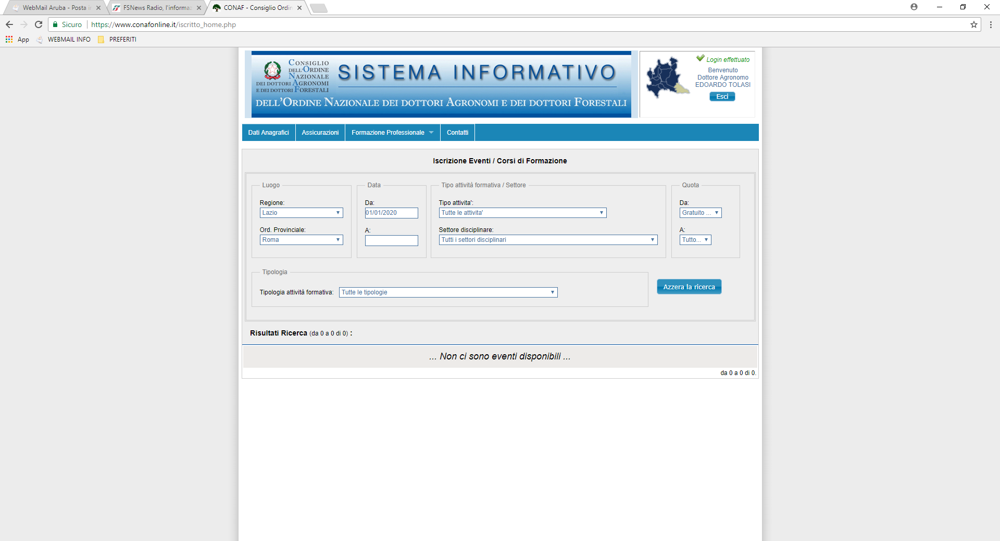 WebMail Aruba - Posta in
FSNews Radio, l'informaz
CONAF - Consiglio Ordin
Sicuro
https://www.conafonline.it/iscritto_home.php
App
WEBMAIL INFO
PREFERITI
CONSIGLIO
DELL'ORDINE
NAZIONALE
DEI DOTTORI AGRONOMI
E DEI DOTTORI FORESTALI
SISTEMA INFORMATIVO
DELL'ORDINE NAZIONALE DEI DOTTORI AGRONOMI E DEI DOTTORI FORESTALI
Login effettuato
Benvenuto
Dottore Agronomo
EDOARDO TOLASI
Esci
Dati Anagrafici
Assicurazioni
Formazione Professionale
Contatti
Iscrizione Eventi / Corsi di Formazione
Luogo
Regione:
Lazio
Ord. Provinciale:
Roma
Data
Da:
01/01/2020
A:
Tipo attività formativa / Settore
Tipo attivita':
Tutte le attivita'
Settore disciplinare:
Tutti i settori disciplinari
Quota
Da:
Gratuito ...
A:
Tutto...
Tipologia
Tipologia attività formativa:
Tutte le tipologie
Azzera la ricerca
Risultati Ricerca (da 0 a 0 di 0) :
... Non ci sono eventi disponibili ...
da 0 a 0 di 0.